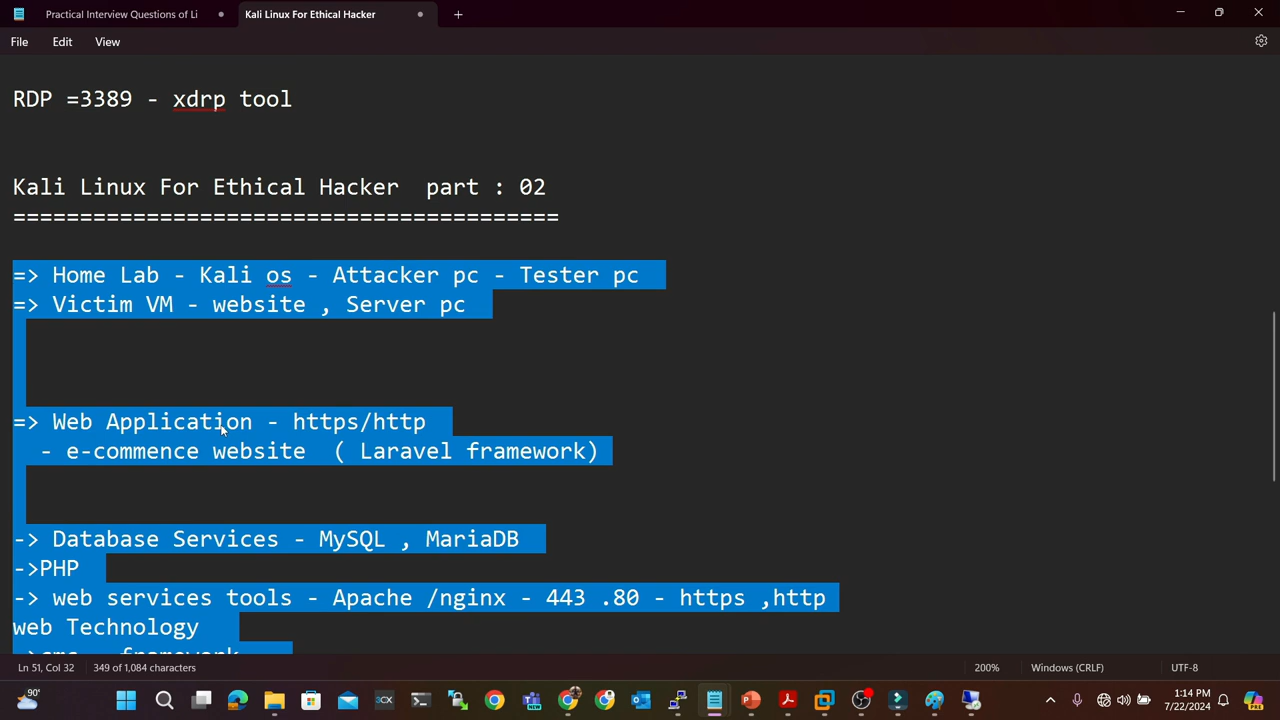 Practical Interview Questions of Li
Kali Linux For Ethical Hacker
File Edit View
RDP =3389 - xdrp tool
Kali Linux For Ethical Hacker part : 02
=========================================
=> Home Lab - Kali os - Attacker pc - Tester pc
=> Victim VM - website , Server pc
=> Web Application - https/http
- e-commence website ( Laravel framework)
-> Database Services - MySQL , MariaDB
->PHP
-> web services tools - Apache /nginx - 443 .80 - https ,http
web Technology
->cms - framework
Ln 51, Col 32 349 of 1,084 characters 200% Windows (CRLF) UTF-8
90°
1:14 PM
7/22/2024